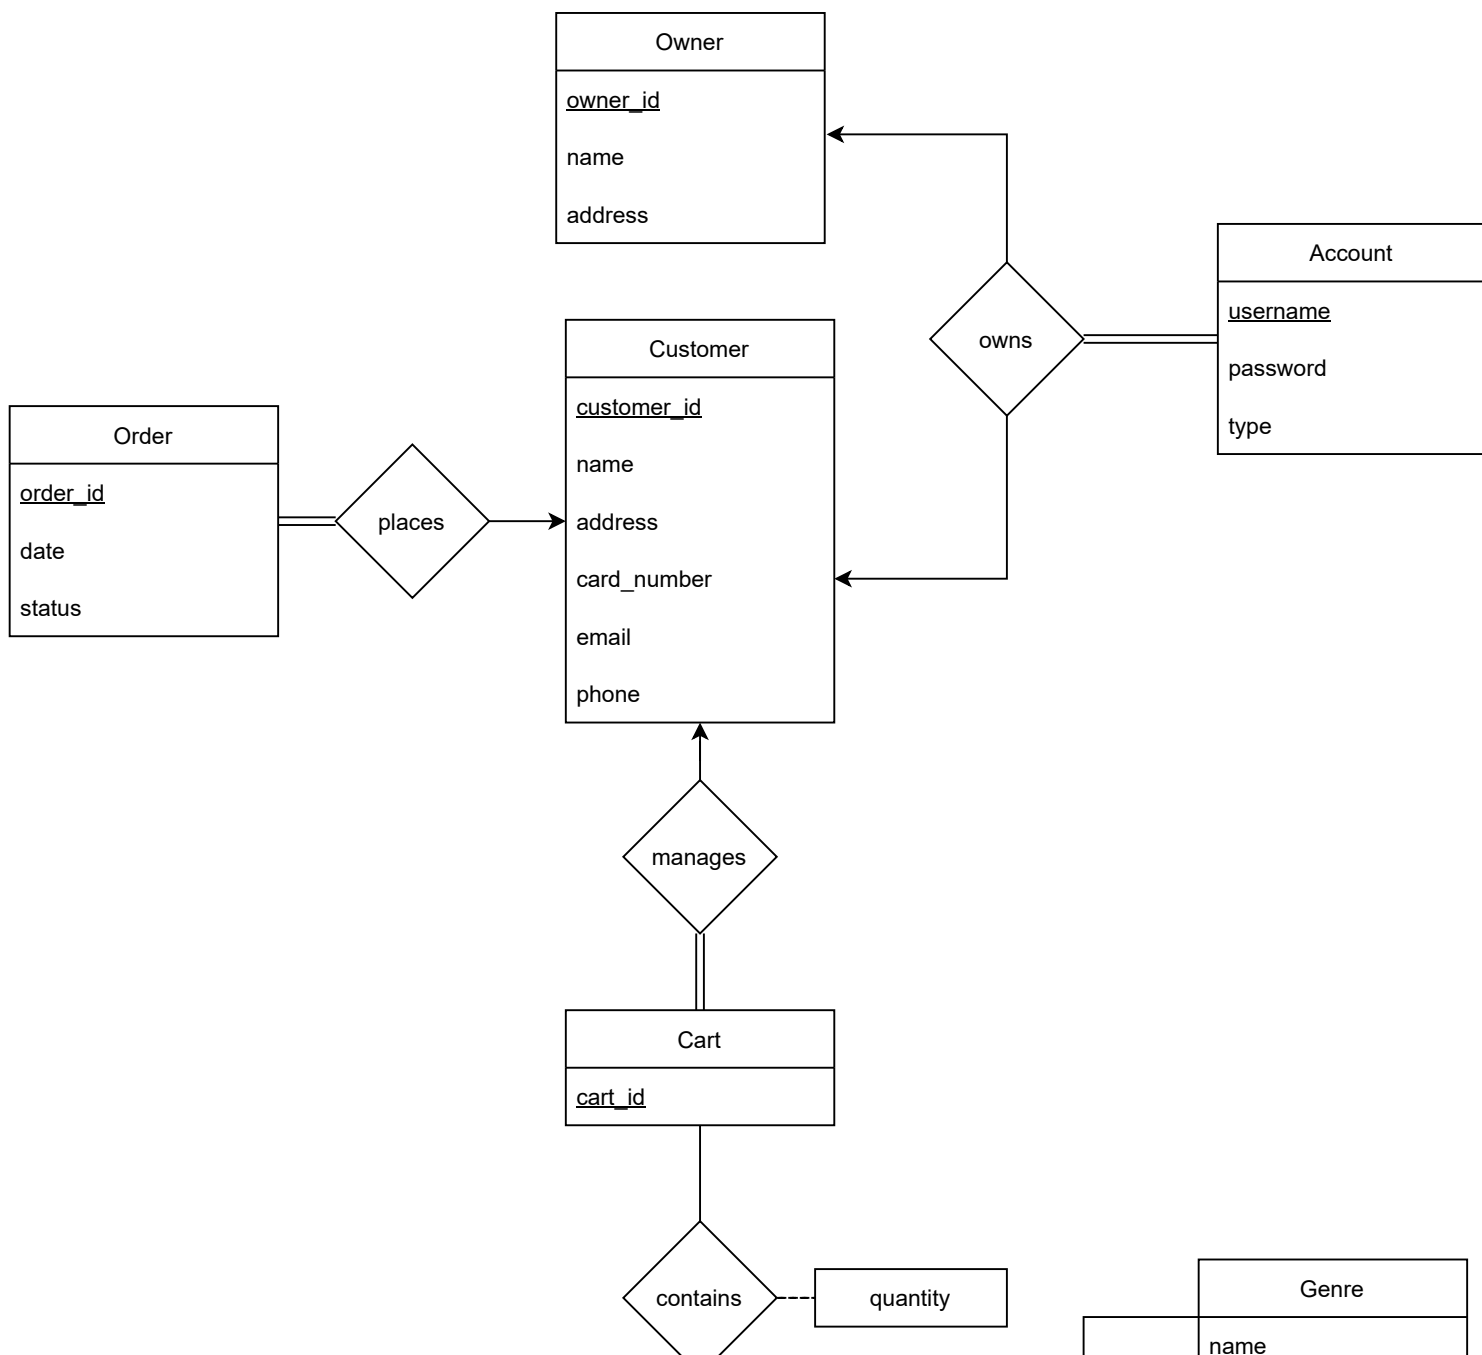 Owner
owner_id
name
address
Account
username
password
type
owns
Customer
customer_id
name
address
card_number
email
phone
Order
order_id
date
status
places
manages
Cart
cart_id
contains
quantity
Genre
name